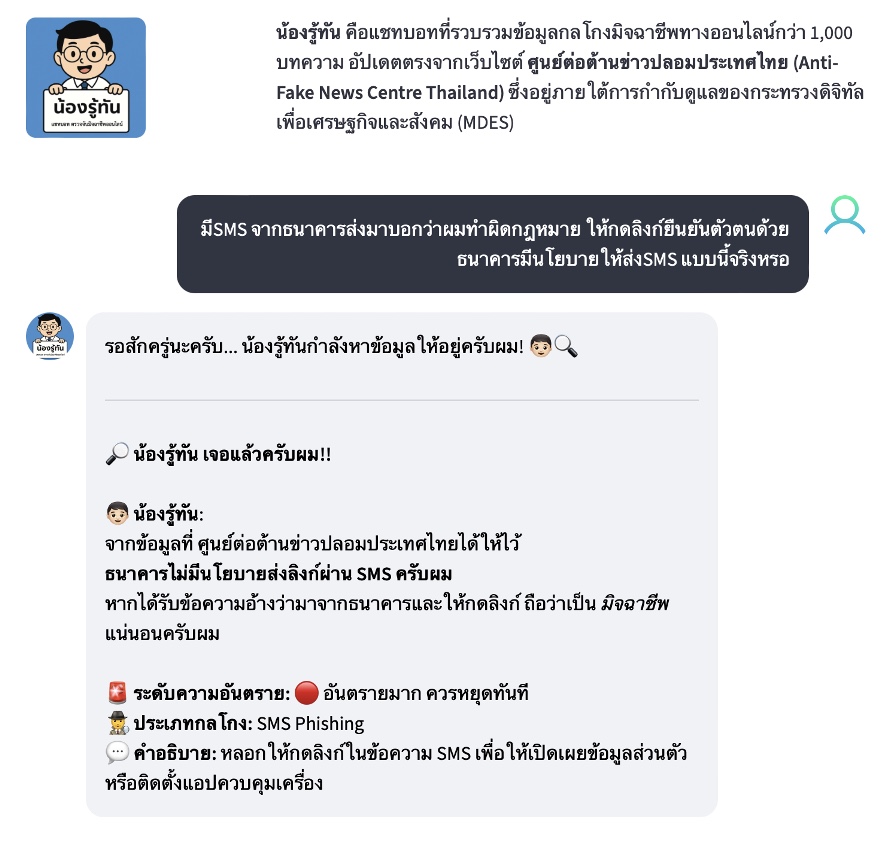 น้องรู้ทัน
แชทบอท ตรวจจับมิจฉาชีพออนไลน์
น้องรู้ทัน คือแชทบอทที่รวบรวมข้อมูลกลโกงมิจฉาชีพทางออนไลน์กว่า 1,000
บทความ อัปเดตตรงจากเว็บไซต์ ศูนย์ต่อต้านข่าวปลอมประเทศไทย (Anti-
Fake News Centre Thailand) ซึ่งอยู่ภายใต้การกำกับดูแลของกระทรวงดิจิทัล
เพื่อเศรษฐกิจและสังคม (MDES)
มีSMS จากธนาคารส่งมาบอกว่าผมทำผิดกฎหมาย ให้กดลิงก์ยืนยันตัวตนด้วย
ธนาคารมีนโยบายให้ส่งSMS แบบนี้จริงหรอ
น้องรู้ทัน
รอสักครู่นะครับ... น้องรู้ทันกำลังหาข้อมูลให้อยู่ครับผม! 👨🏻🔍
🔎 น้องรู้ทัน เจอแล้วครับผม!!
👨🏻 น้องรู้ทัน:
จากข้อมูลที่ ศูนย์ต่อต้านข่าวปลอมประเทศไทยได้ให้ไว้
ธนาคารไม่มีนโยบายส่งลิงก์ผ่าน SMS ครับผม
หากได้รับข้อความอ้างว่ามาจากธนาคารและให้กดลิงก์ ถือว่าเป็น มิจฉาชีพ
แน่นอนครับผม
🚨 ระดับความอันตราย: 🔴 อันตรายมาก ควรหยุดทันที
🕵️ ประเภทกลโกง: SMS Phishing
💬 คำอธิบาย: หลอกให้กดลิงก์ในข้อความ SMS เพื่อให้เปิดเผยข้อมูลส่วนตัว
หรือติดตั้งแอปควบคุมเครื่อง